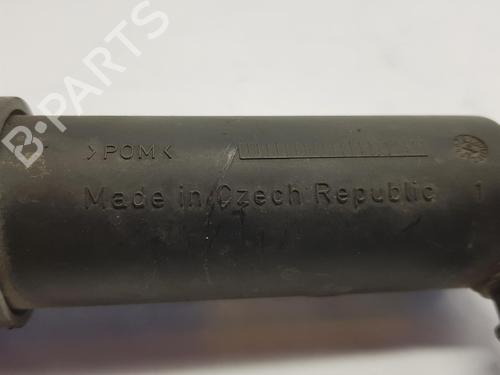 B-PARTS
>POM<
Made in Czech Republic 1